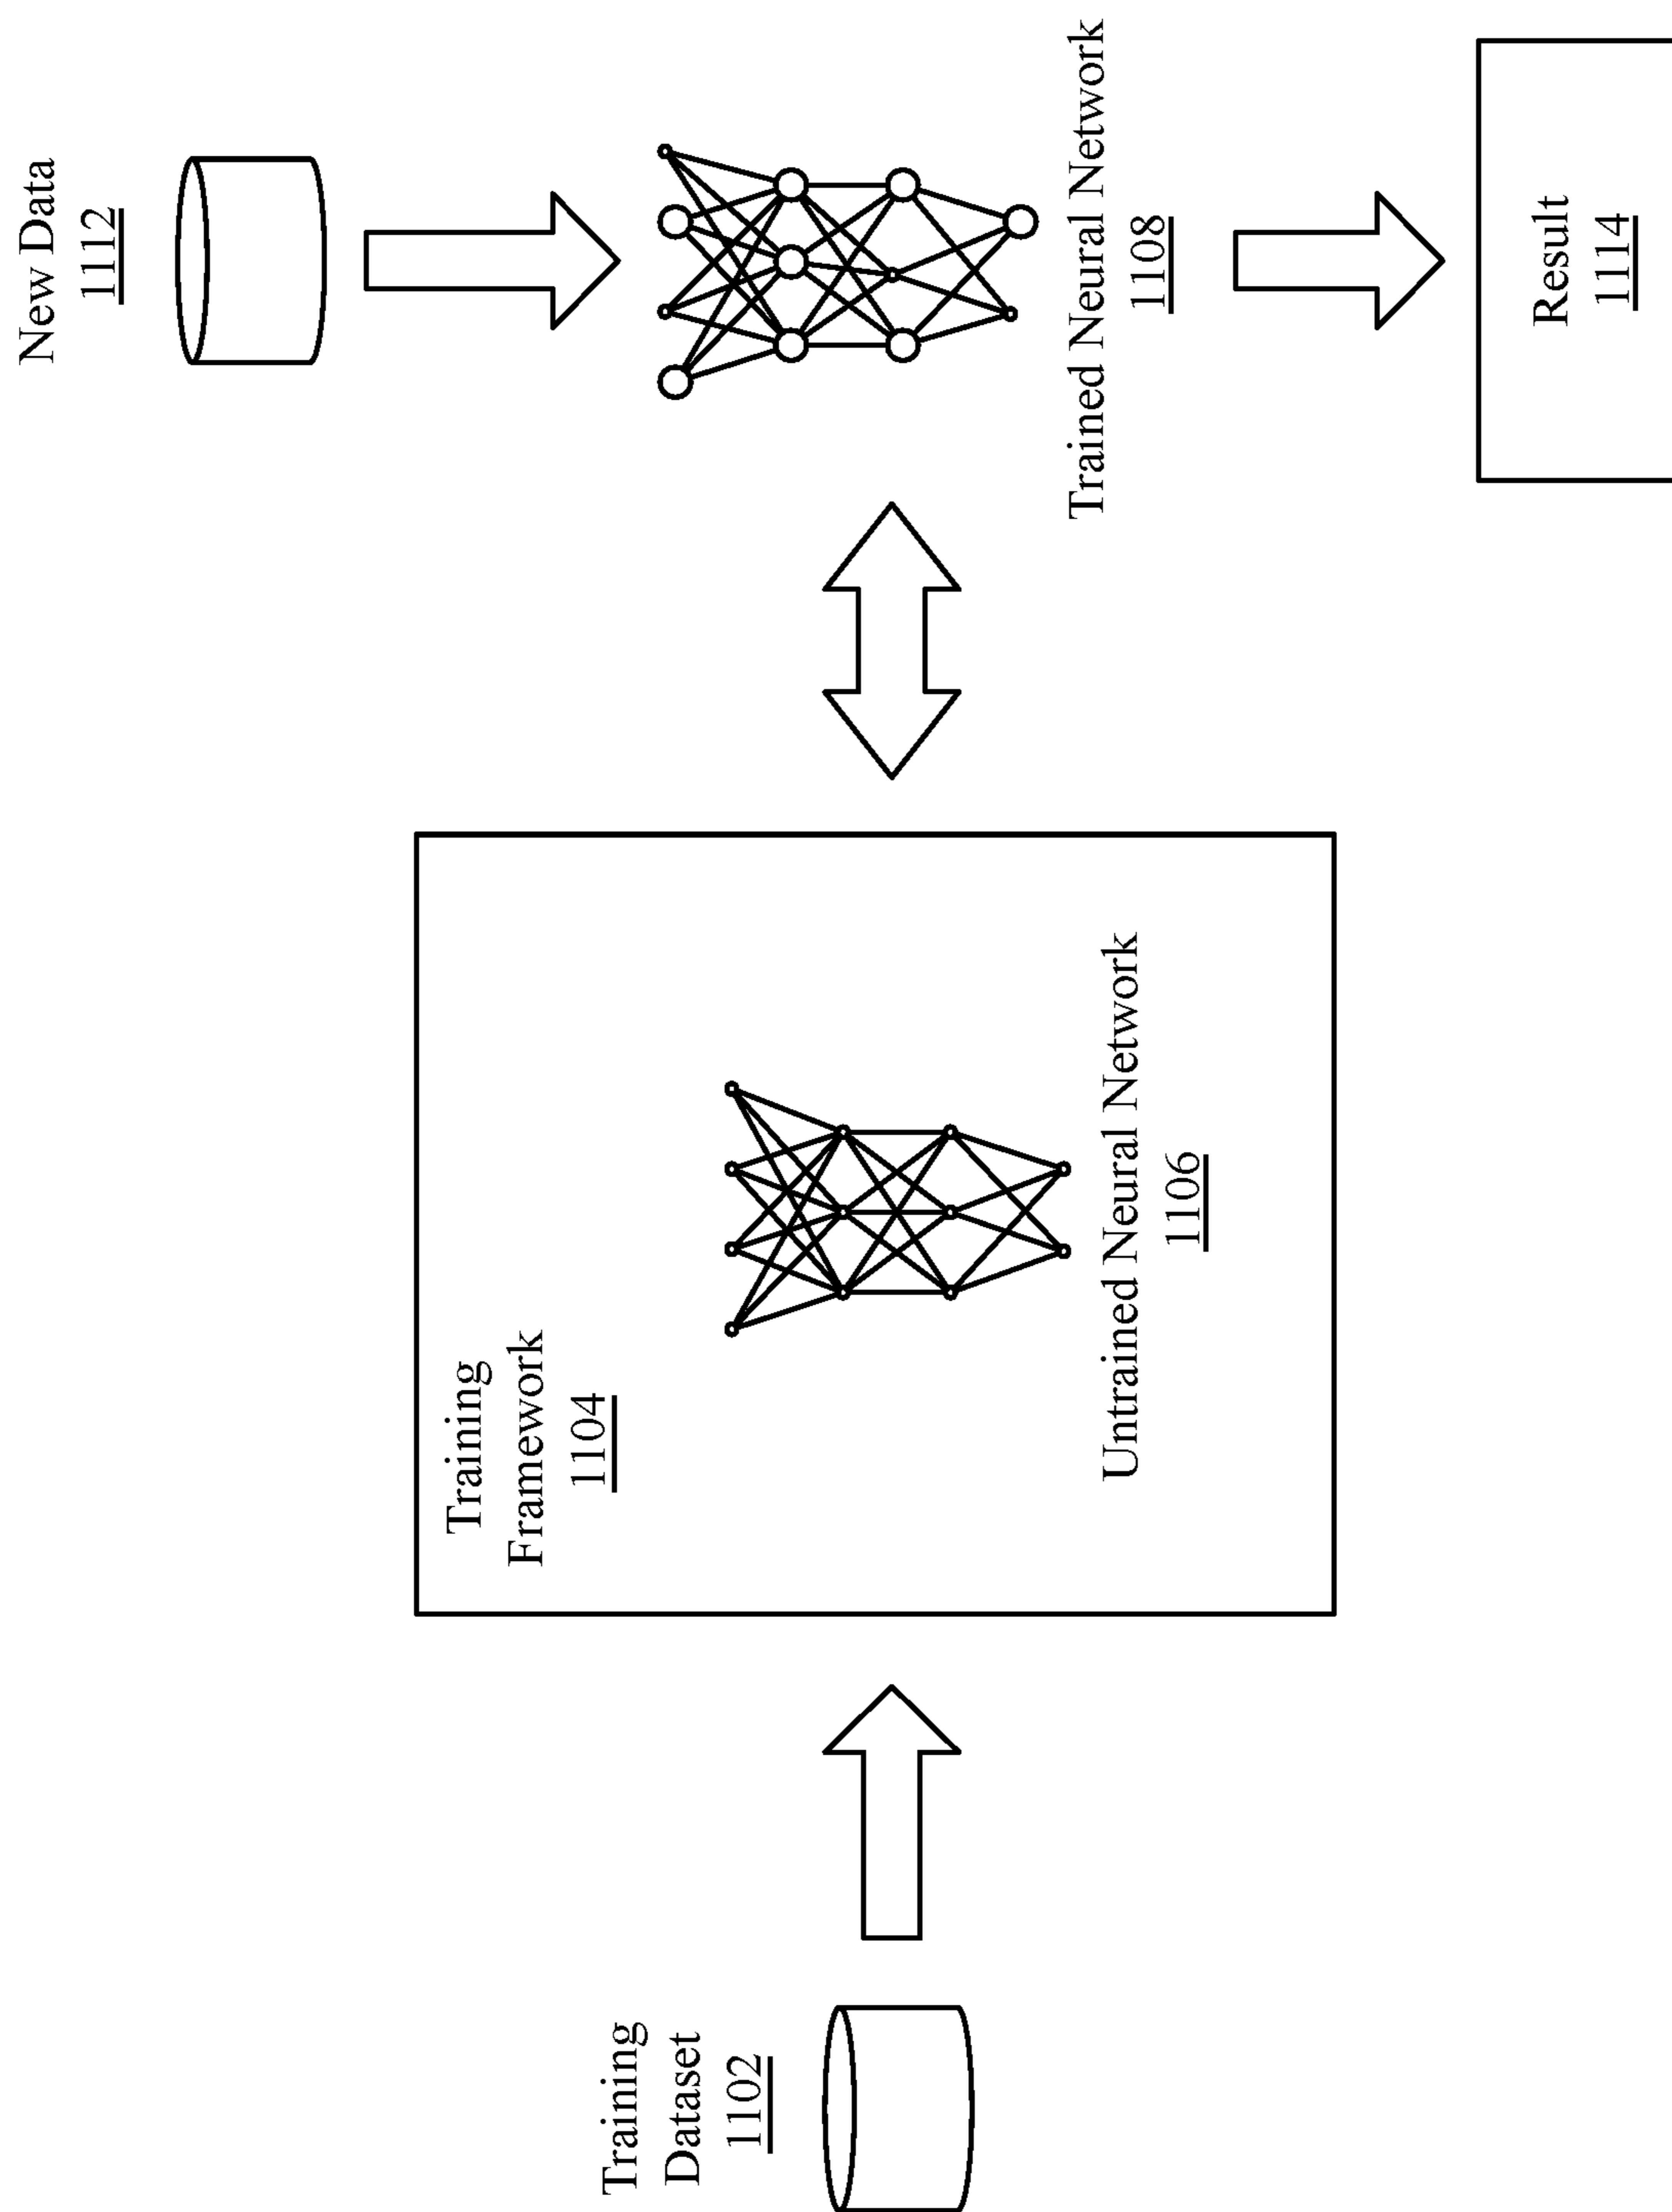 Training
Dataset
1102
Training
Framework
1104
Untrained Neural Network
1106
New Data
1112
Trained Neural Network
1108
Result
1114